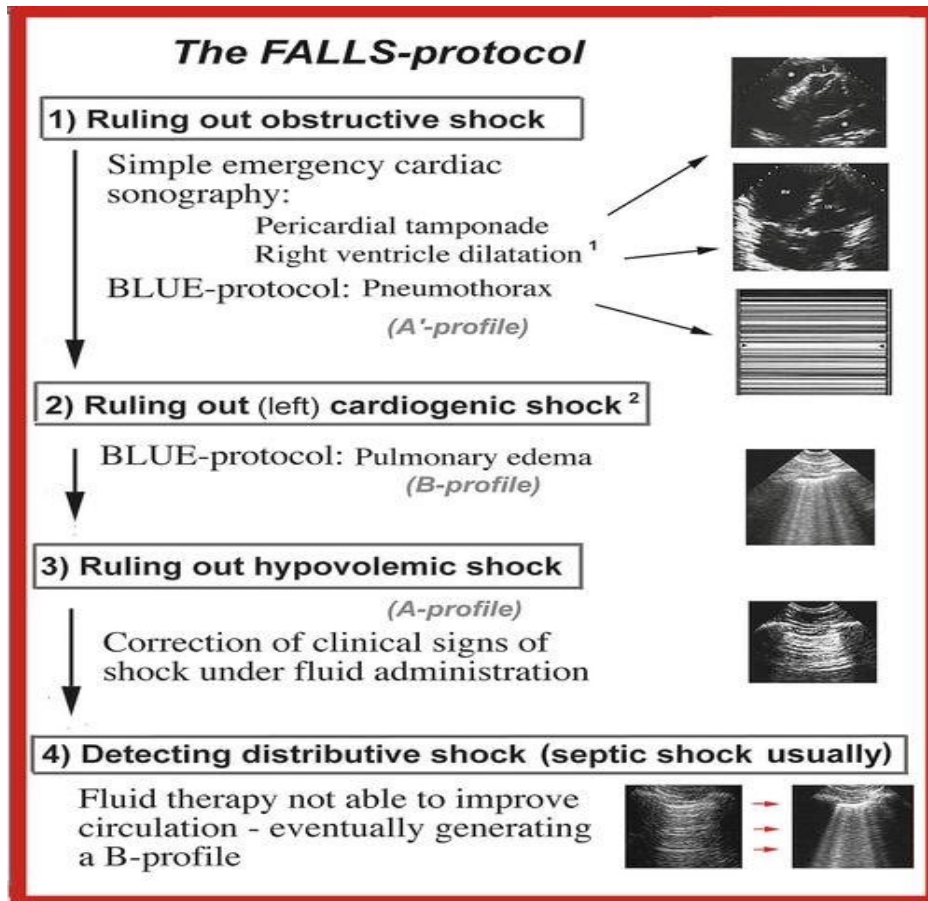 The FALLS-protocol
1) Ruling out obstructive shock
Simple emergency cardiac
sonography:
Pericardial tamponade
Right ventricle dilatation 1
BLUE-protocol: Pneumothorax
(A'-profile)
2) Ruling out (left) cardiogenic shock 2
BLUE-protocol: Pulmonary edema
(B-profile)
3) Ruling out hypovolemic shock
(A-profile)
Correction of clinical signs of
shock under fluid administration
4) Detecting distributive shock (septic shock usually)
Fluid therapy not able to improve
circulation - eventually generating
a B-profile